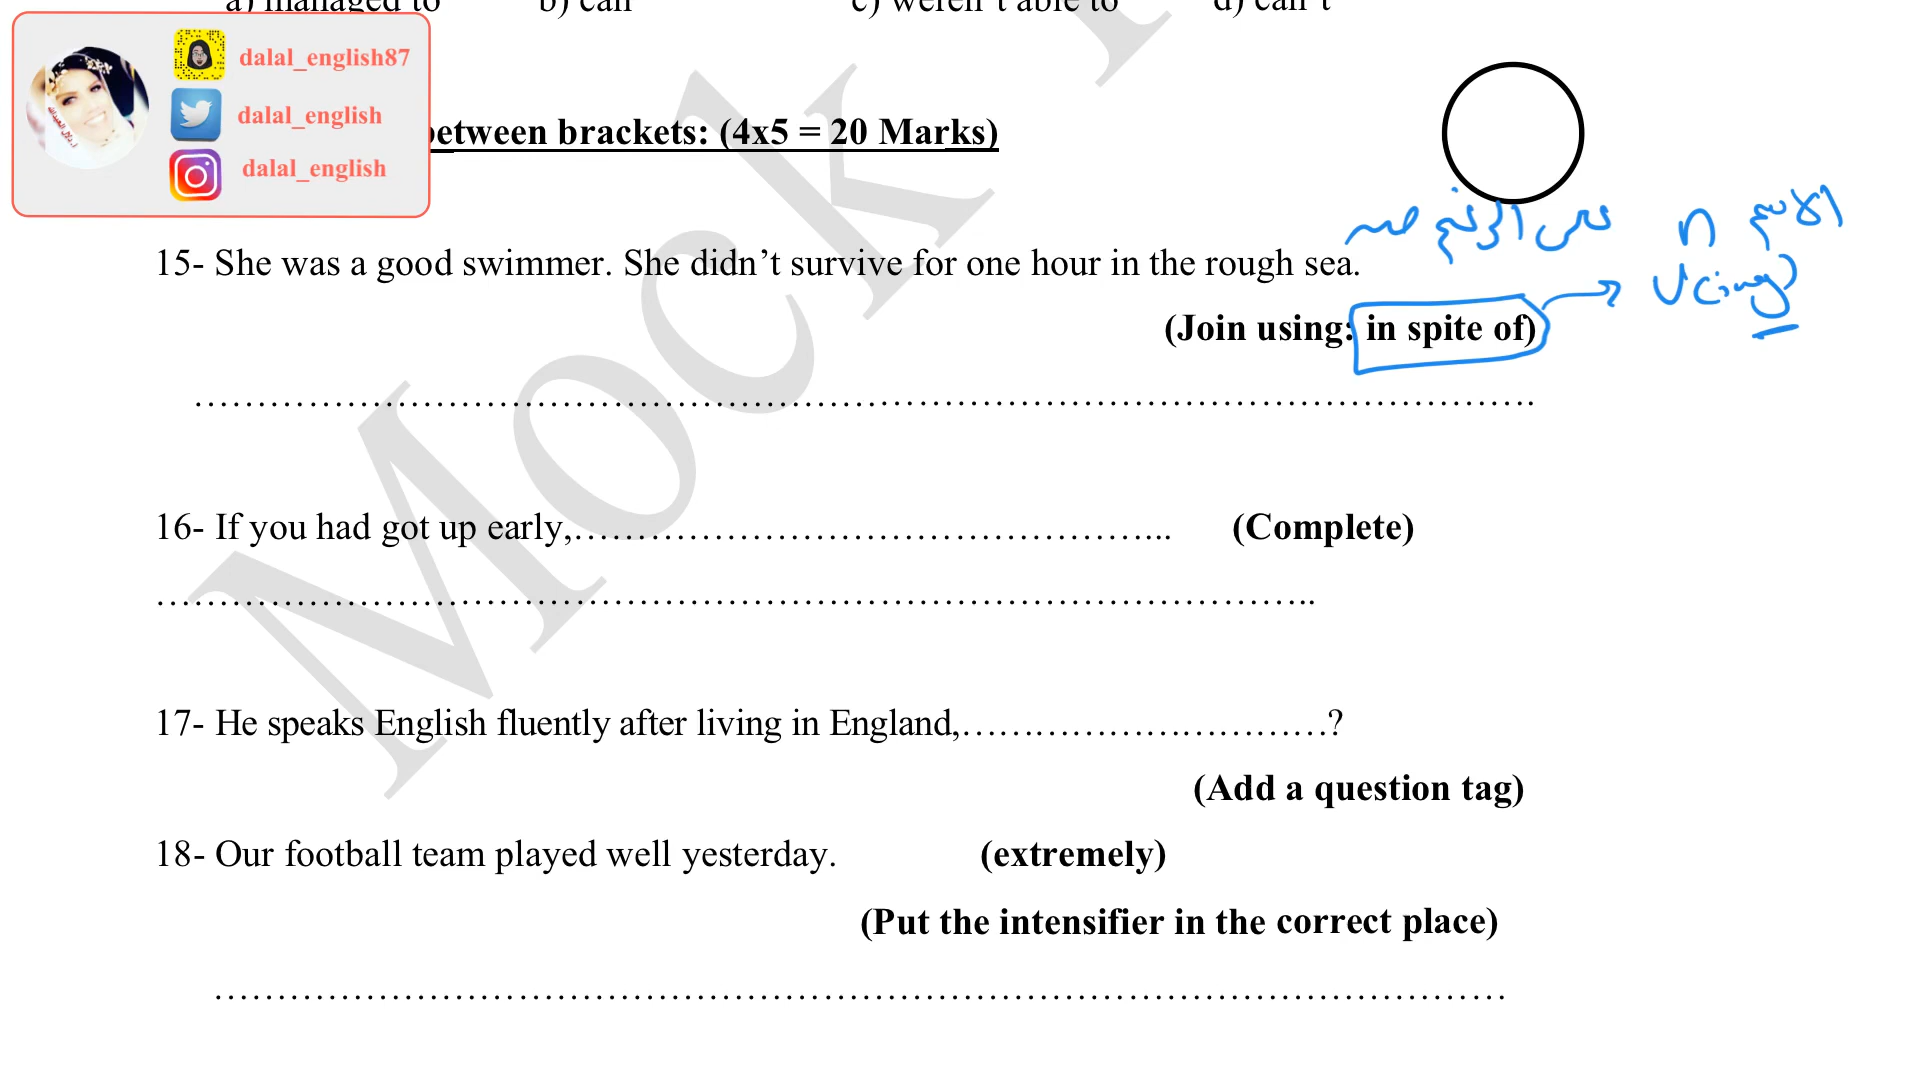 a) managed to b) can c) weren't able to d) can't
dalal_english87
dalal_english
dalal_english
between brackets: (4x5 = 20 Marks)
n
v(ing)
15- She was a good swimmer. She didn't survive for one hour in the rough sea.
(Join using: in spite of)
……………………………………………………………………………………………….
16- If you had got up early,……………………………………………... (Complete)
………………………………………………………………………………………..
17- He speaks English fluently after living in England,…………………………?
(Add a question tag)
18- Our football team played well yesterday. (extremely)
(Put the intensifier in the correct place)
…………………………………………………………………………………………
Mock